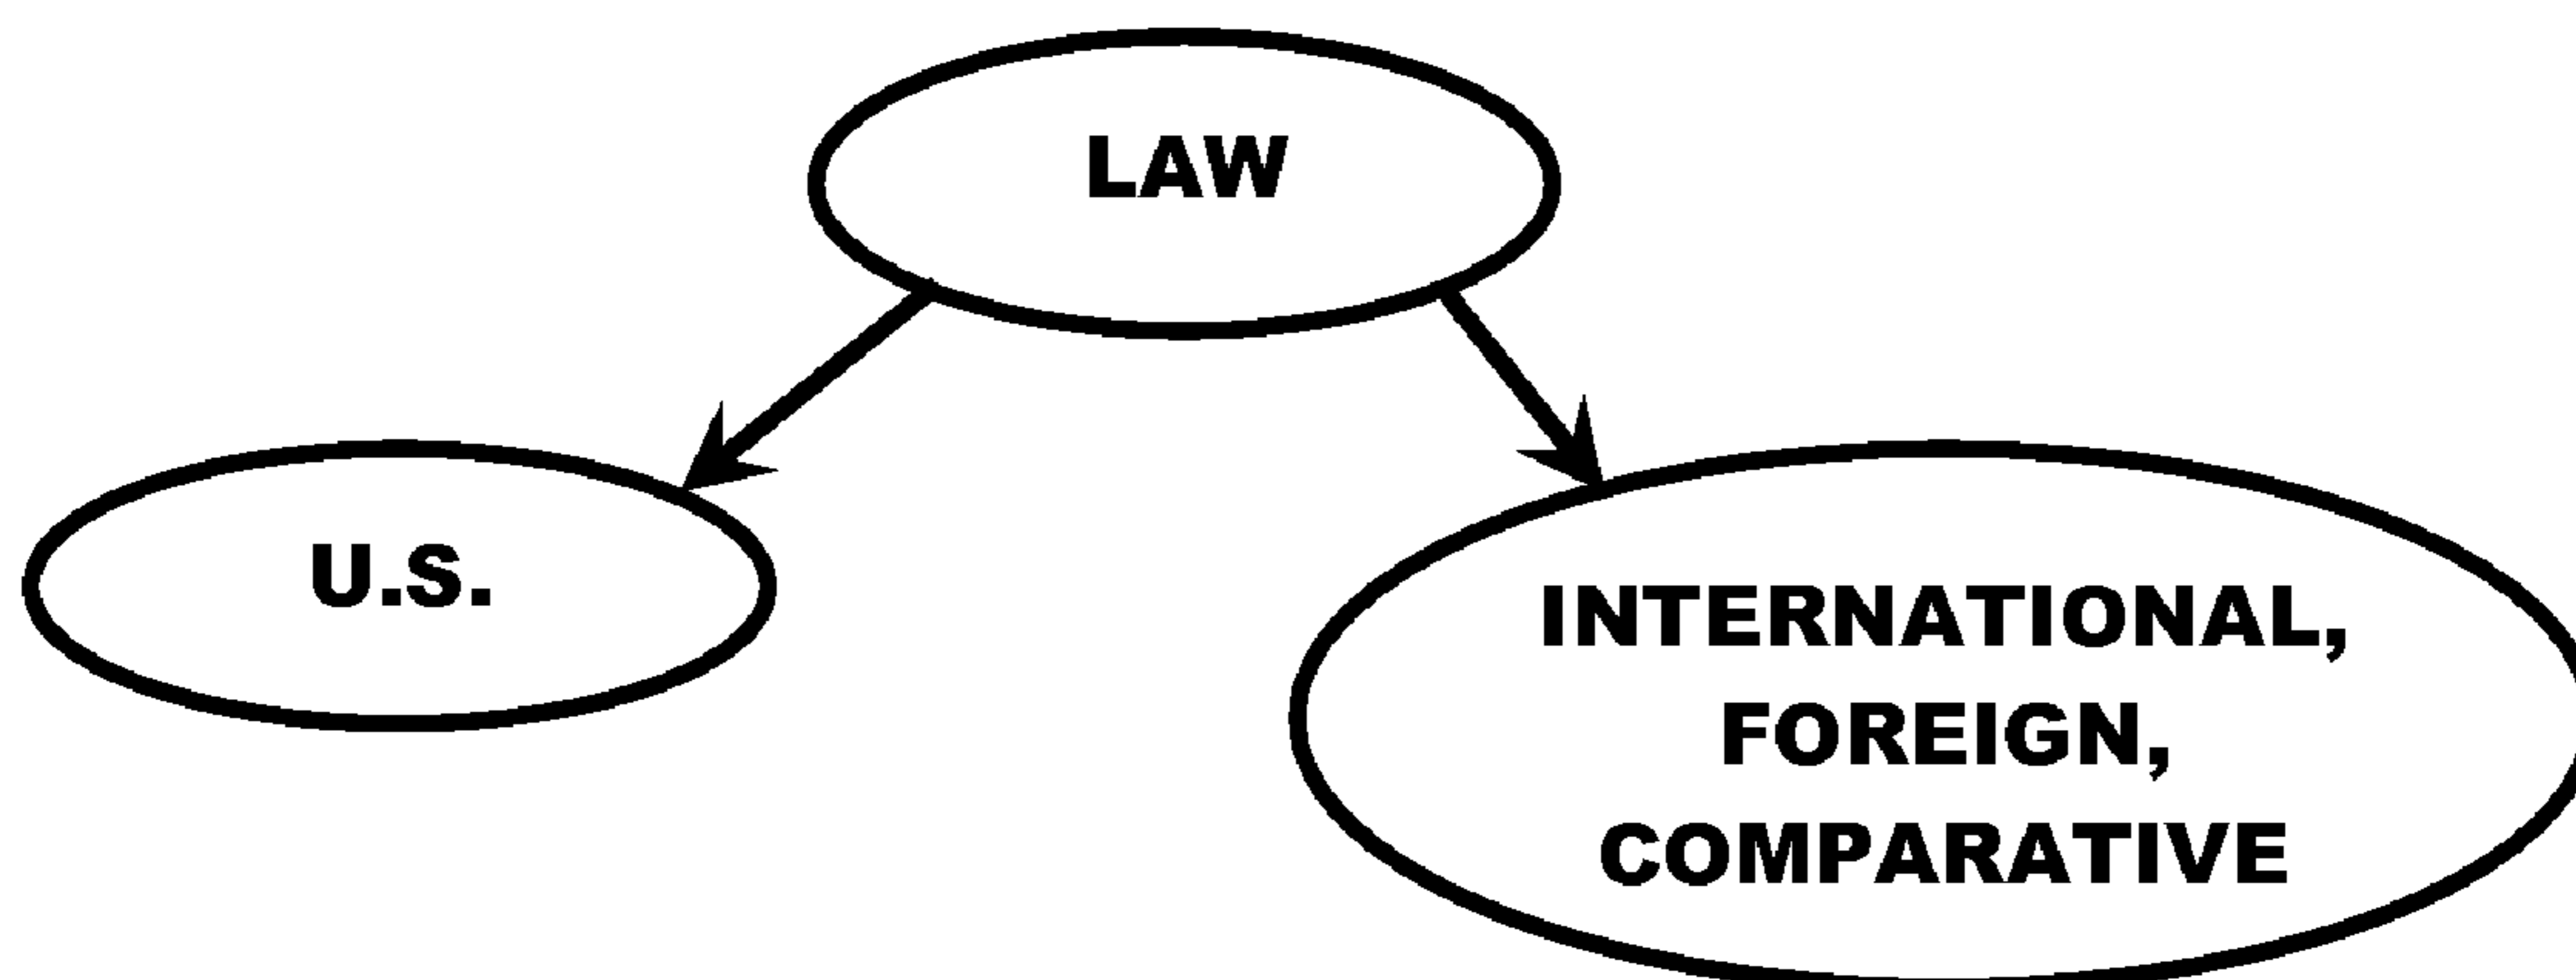 LAW
U.S.
INTERNATIONAL,
FOREIGN,
COMPARATIVE